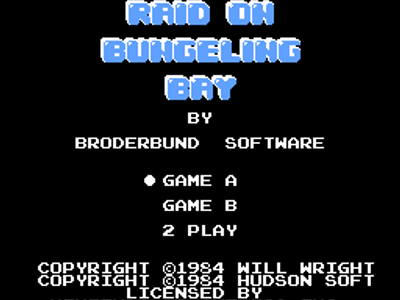 RAID ON
BUNGELING
BAY
BY
BRODERBUND SOFTWARE
GAME A
GAME B
2 PLAY
COPYRIGHT ©1984 WILL WRIGHT
COPYRIGHT ©1984 HUDSON SOFT
LICENSED BY